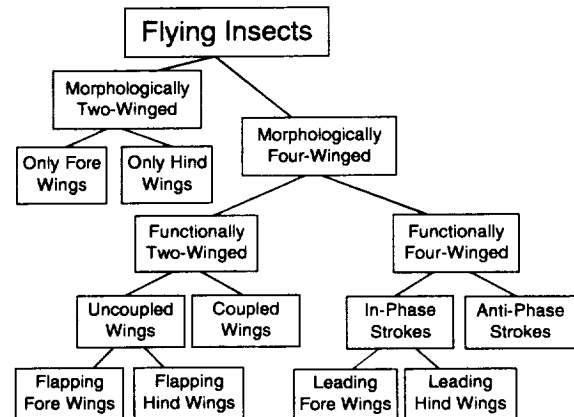 Flying Insects
Morphologically
Two-Winged
Morphologically
Four-Winged
Only Fore
Wings
Only Hind
Wings
Functionally
Two-Winged
Functionally
Four-Winged
Uncoupled
Wings
Coupled
Wings
In-Phase
Strokes
Anti-Phase
Strokes
Flapping
Fore Wings
Flapping
Hind Wings
Leading
Fore Wings
Leading
Hind Wings